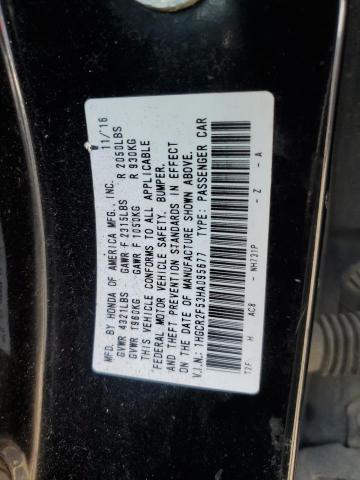 MFD. BY HONDA OF AMERICA MFG., INC. 11/'16
GVWR 4321LBS GAWR F 2315LBS R 2050LBS
GVWR 1960KG GAWR F 1050KG R 930KG
THIS VEHICLE CONFORMS TO ALL APPLICABLE
FEDERAL MOTOR VEHICLE SAFETY, BUMPER,
AND THEFT PREVENTION STANDARDS IN EFFECT
ON THE DATE OF MANUFACTURE SHOWN ABOVE.
V.I.N.: 1HGCR2F53HA095677 TYPE: PASSENGER CAR
T2F H AC8 - NH731P - Z - A